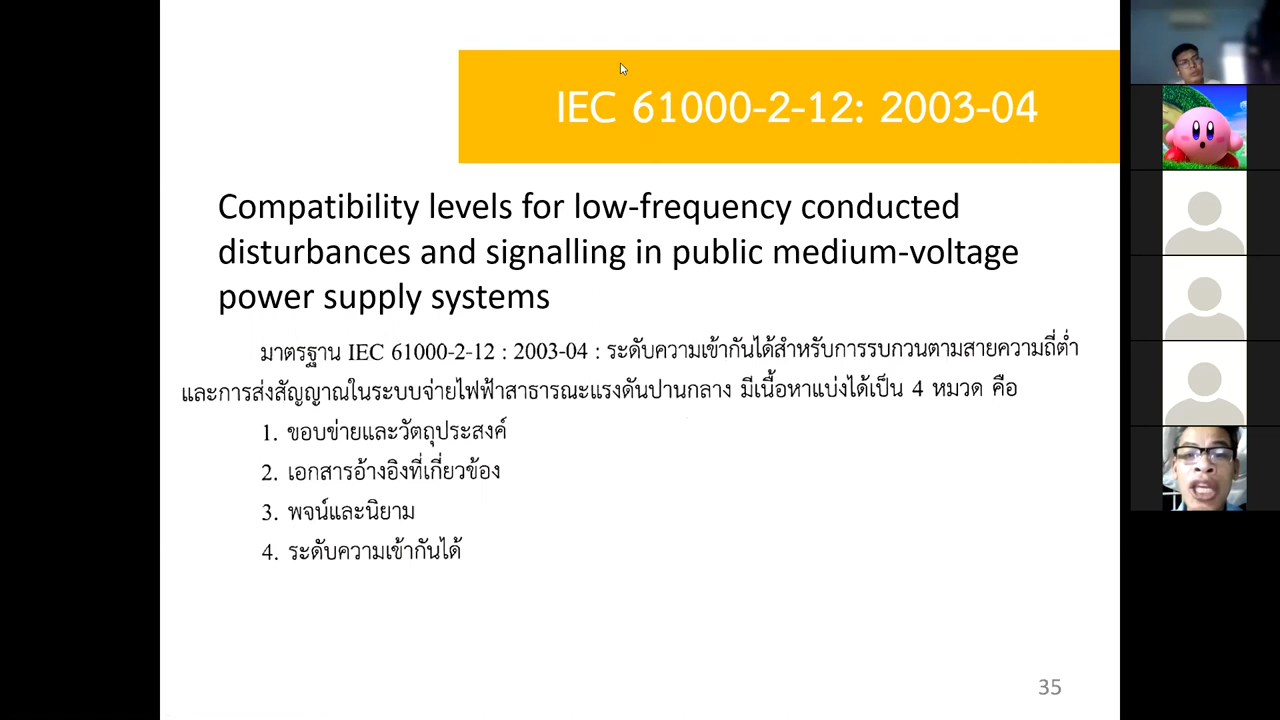 IEC 61000-2-12: 2003-04
Compatibility levels for low-frequency conducted
disturbances and signalling in public medium-voltage
power supply systems
มาตรฐาน IEC 61000-2-12 : 2003-04 : ระดับความเข้ากันได้สำหรับการรบกวนตามสายความถี่ต่ำ
และการส่งสัญญาณในระบบจ่ายไฟฟ้าสาธารณะแรงดันปานกลาง มีเนื้อหาแบ่งได้เป็น 4 หมวด คือ
1. ขอบข่ายและวัตถุประสงค์
2. เอกสารอ้างอิงที่เกี่ยวข้อง
3. พจน์และนิยาม
4. ระดับความเข้ากันได้
35